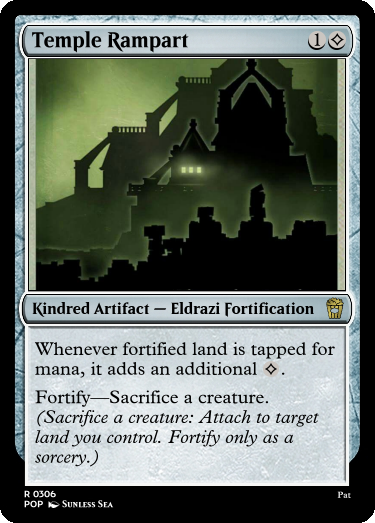 Temple Rampart 1
Kindred Artifact — Eldrazi Fortification
Whenever fortified land is tapped for
mana, it adds an additional .
Fortify—Sacrifice a creature.
(Sacrifice a creature: Attach to target
land you control. Fortify only as a
sorcery.)
R 0306
POP Sunless Sea
Pat